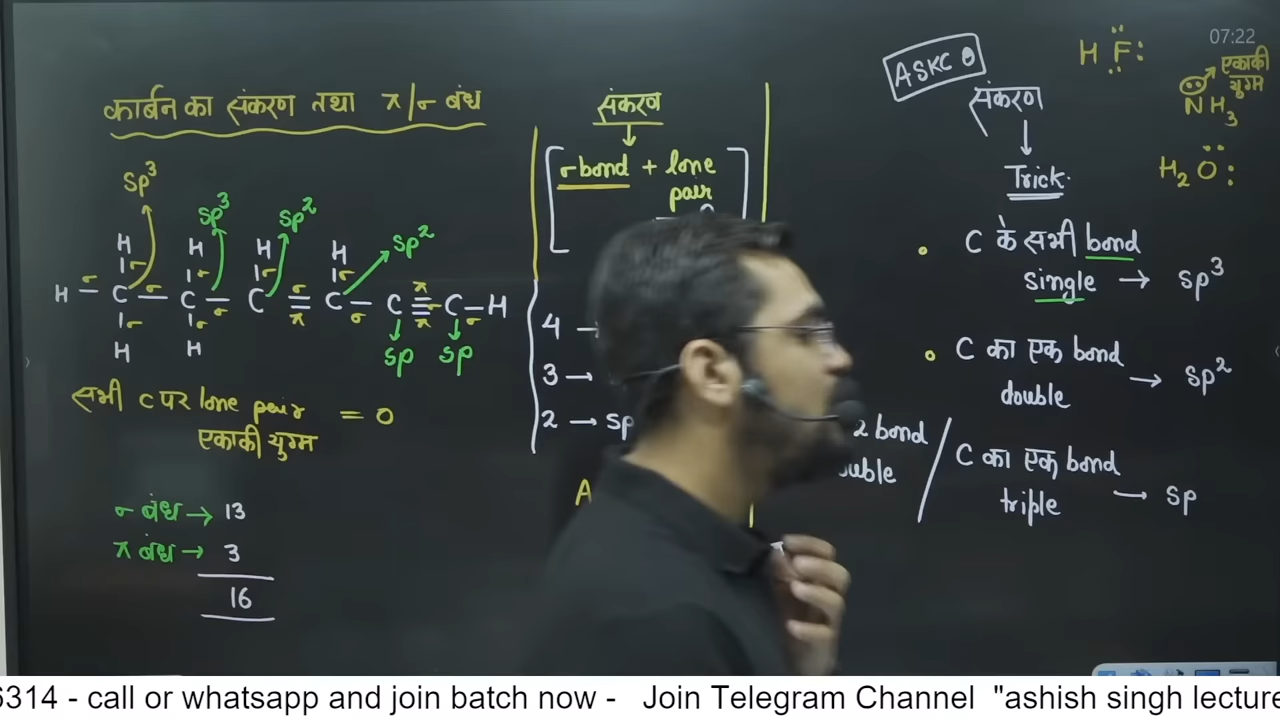 07:22
ASKC
H F:
एकाकी
युग्म
N H3
H2 O:
कार्बन का संकरण तथा π/σ बंध
sp3
sp3 sp2
sp2
H H H H
σ σ σ σ
H – C – C – C = C – C ≡ C – H
σ σ σ σ π σ π π σ
σ σ
H H
sp sp
सभी C पर lone pair = 0
एकाकी युग्म
σ बंध → 13
π बंध → 3
16
संकरण
↓
σ bond + lone
pair
4 →
3 →
2 → sp
A
संकरण
↓
Trick.
• C के सभी bond
single → sp3
• C का एक bond
double → sp2
2 bond
uble
/ C का एक bond
triple → sp
6314 - call or whatsapp and join batch now - Join Telegram Channel "ashish singh lecture